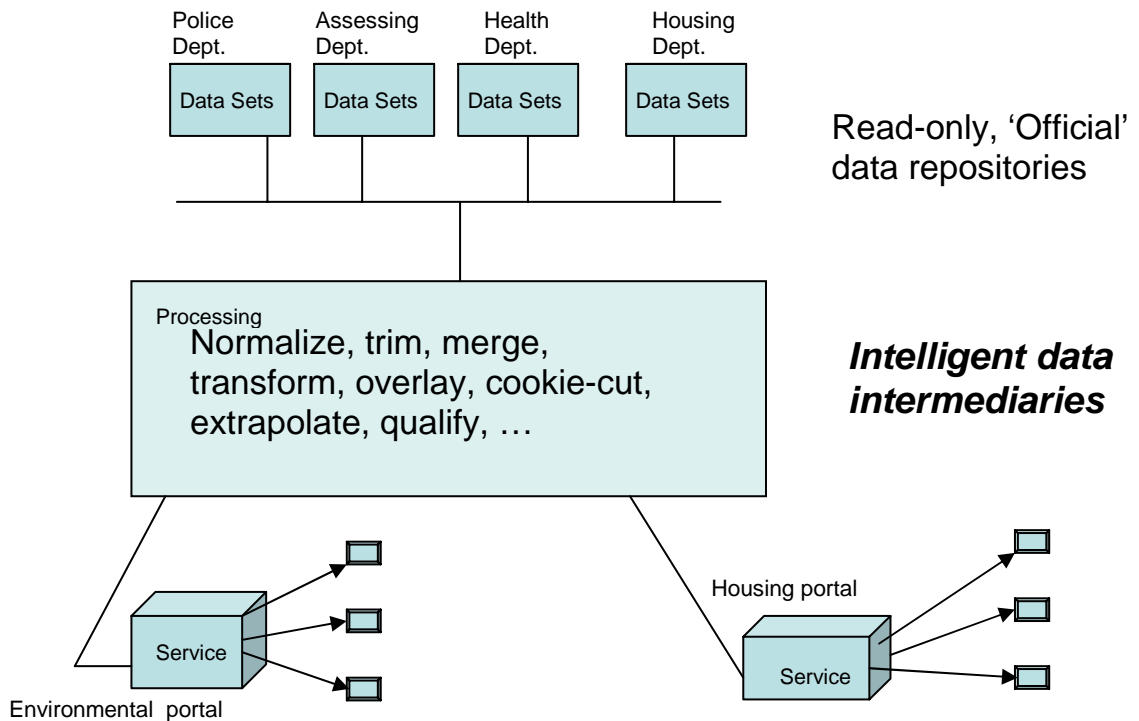 Police
Dept.
Assessing
Dept.
Health
Dept.
Housing
Dept.
Data Sets
Data Sets
Data Sets
Data Sets
Read-only, ‘Official’
data repositories
Processing
Normalize, trim, merge,
transform, overlay, cookie-cut,
extrapolate, qualify, …
Intelligent data
intermediaries
Housing portal
Service
Service
Environmental portal